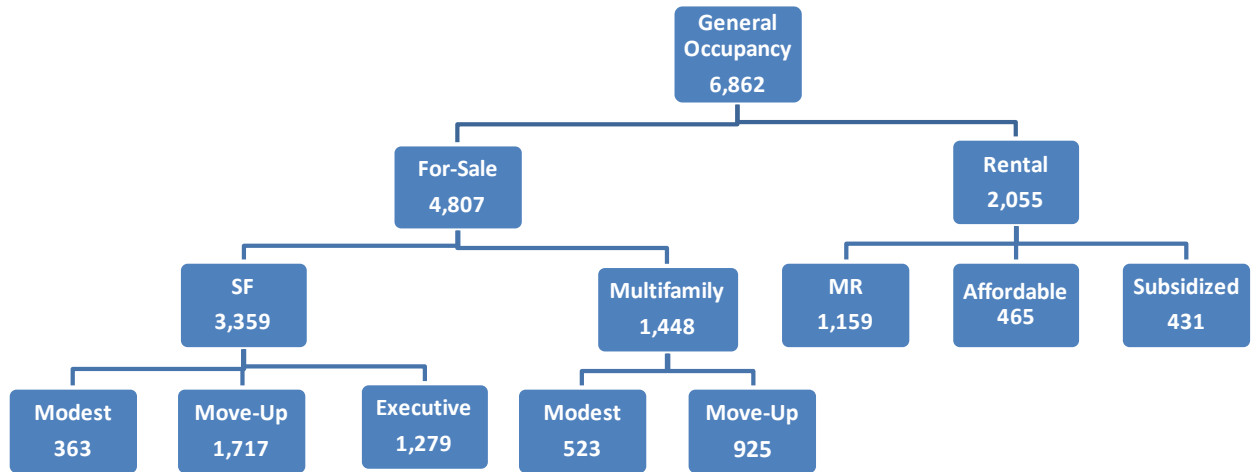 General
Occupancy
6,862
For-Sale
4,807
Rental
2,055
SF
3,359
Multifamily
1,448
MR
1,159
Affordable
465
Subsidized
431
Modest
363
Move-Up
1,717
Executive
1,279
Modest
523
Move-Up
925